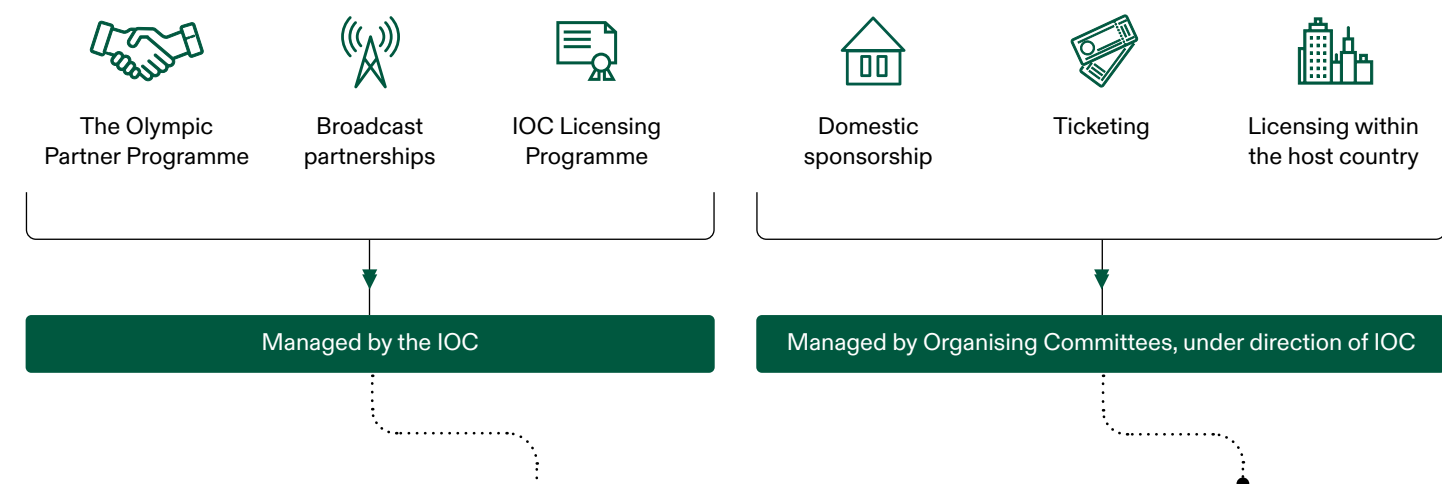 The Olympic
Partner Programme
Broadcast
partnerships
IOC Licensing
Programme
Domestic
sponsorship
Ticketing
Licensing within
the host country
Managed by the IOC
Managed by Organising Committees, under direction of IOC